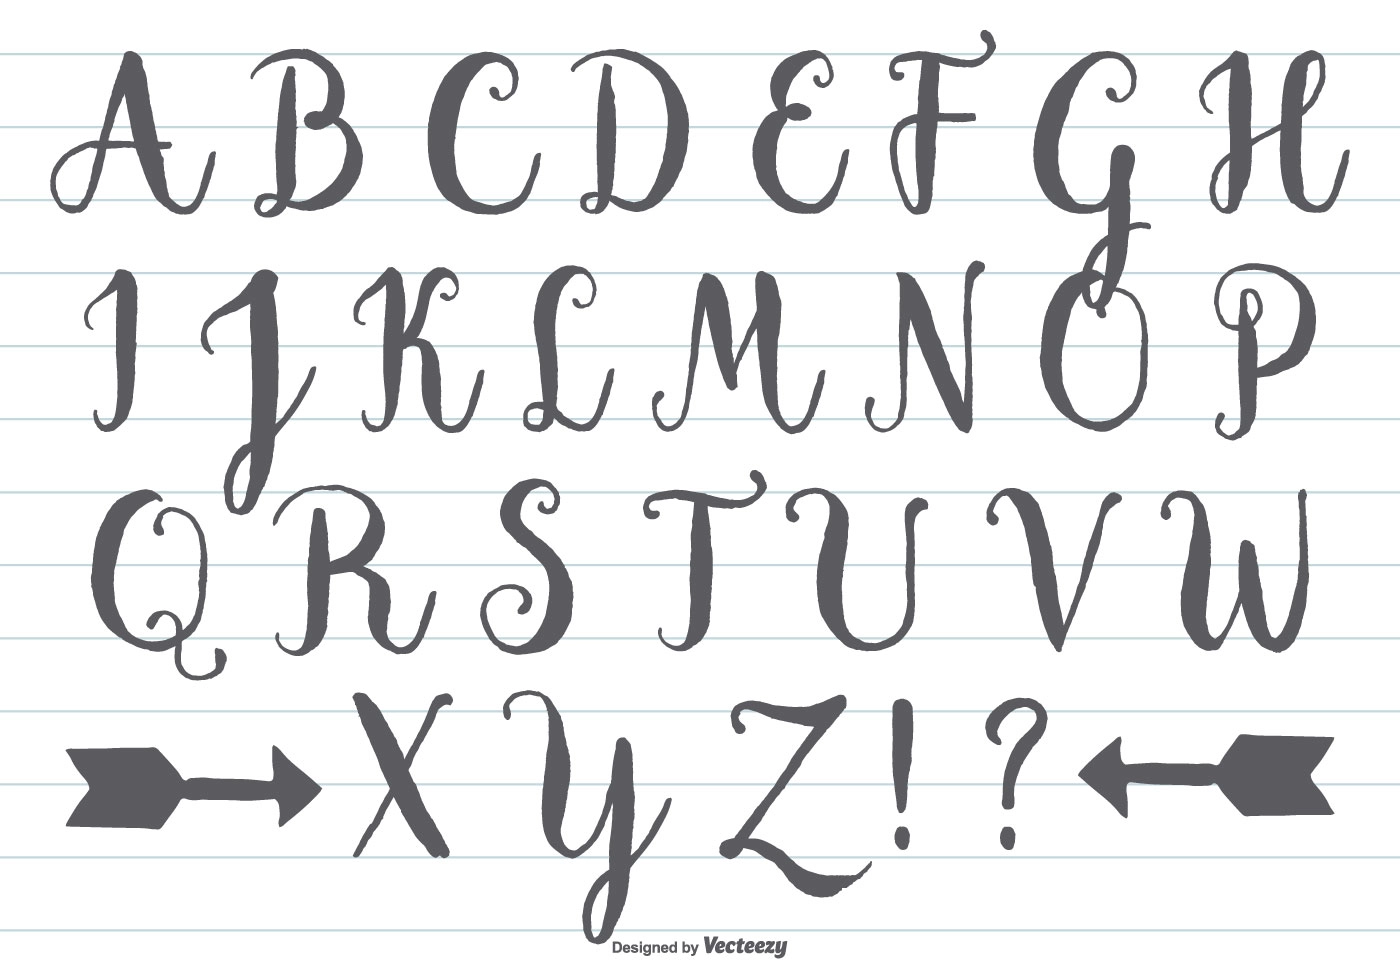 A B C D E F G H
I J K L M N O P
Q R S T U V W
X Y Z ! ?
Designed by Vecteezy